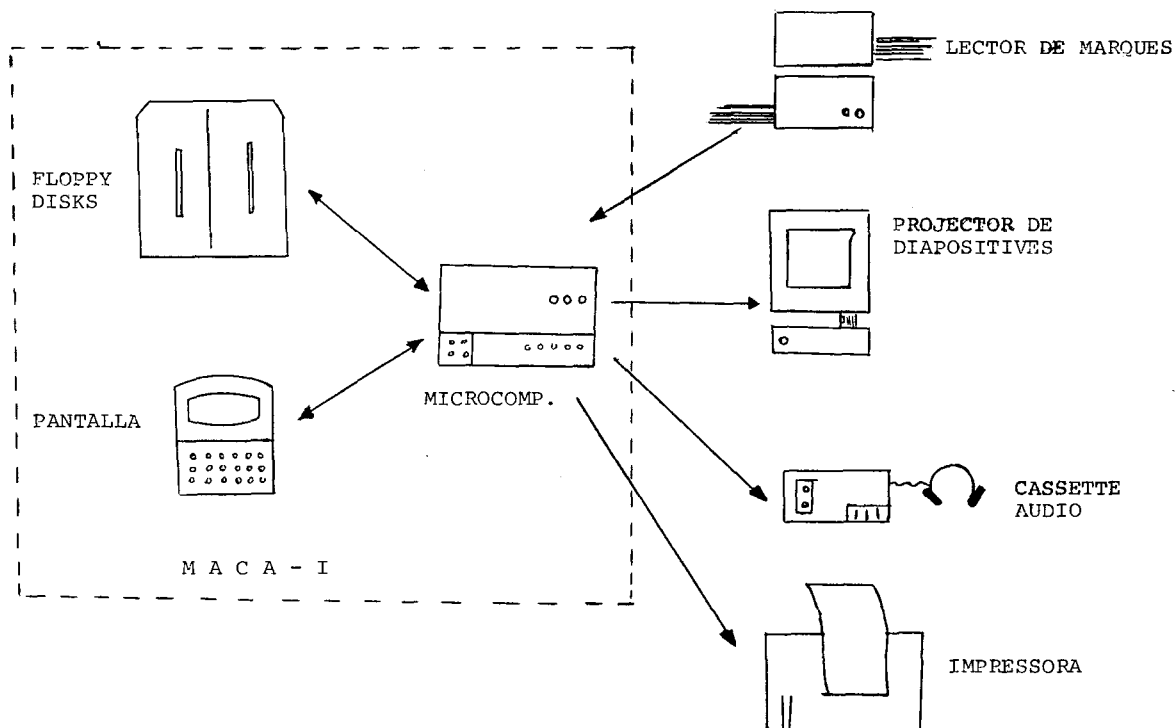 LECTOR DE MARQUES
FLOPPY
DISKS
PROJECTOR DE
DIAPOSITIVES
MICROCOMP.
PANTALLA
CASSETTE
AUDIO
M A C A - I
IMPRESSORA